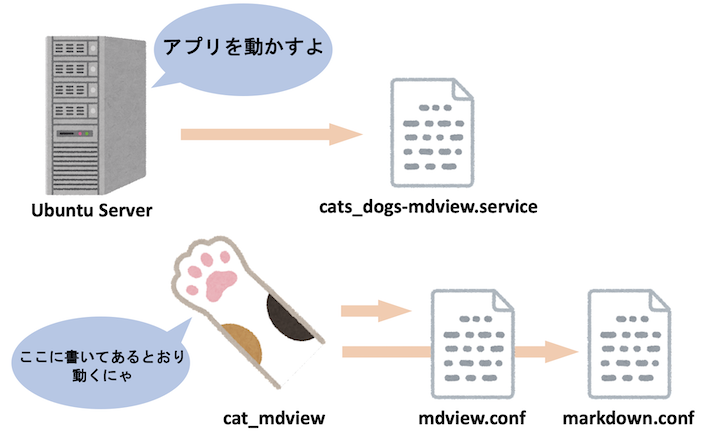 アプリを動かすよ
Ubuntu Server
cats_dogs-mdview.service
ここに書いてあるとおり
動くにゃ
cat_mdview
mdview.conf
markdown.conf